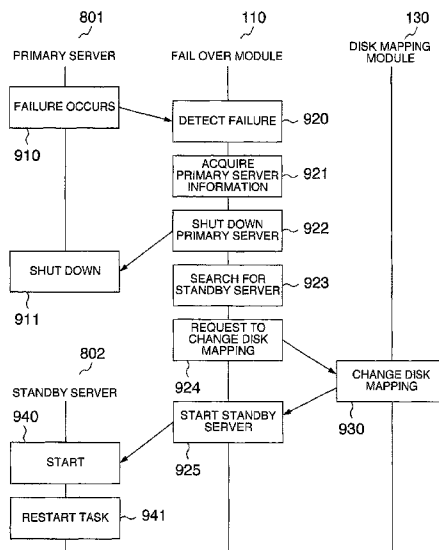 801
110
130
PRIMARY SERVER
FAIL OVER MODULE
DISK MAPPING
MODULE
FAILURE OCCURS
910
DETECT FAILURE
920
ACQUIRE
PRIMARY SERVER
INFORMATION
921
SHUT DOWN
PRIMARY SERVER
922
SHUT DOWN
911
SEARCH FOR
STANDBY SERVER
923
802
REQUEST TO
CHANGE DISK
MAPPING
924
CHANGE DISK
MAPPING
930
STANDBY SERVER
940
START STANDBY
SERVER
925
START
RESTART TASK
941